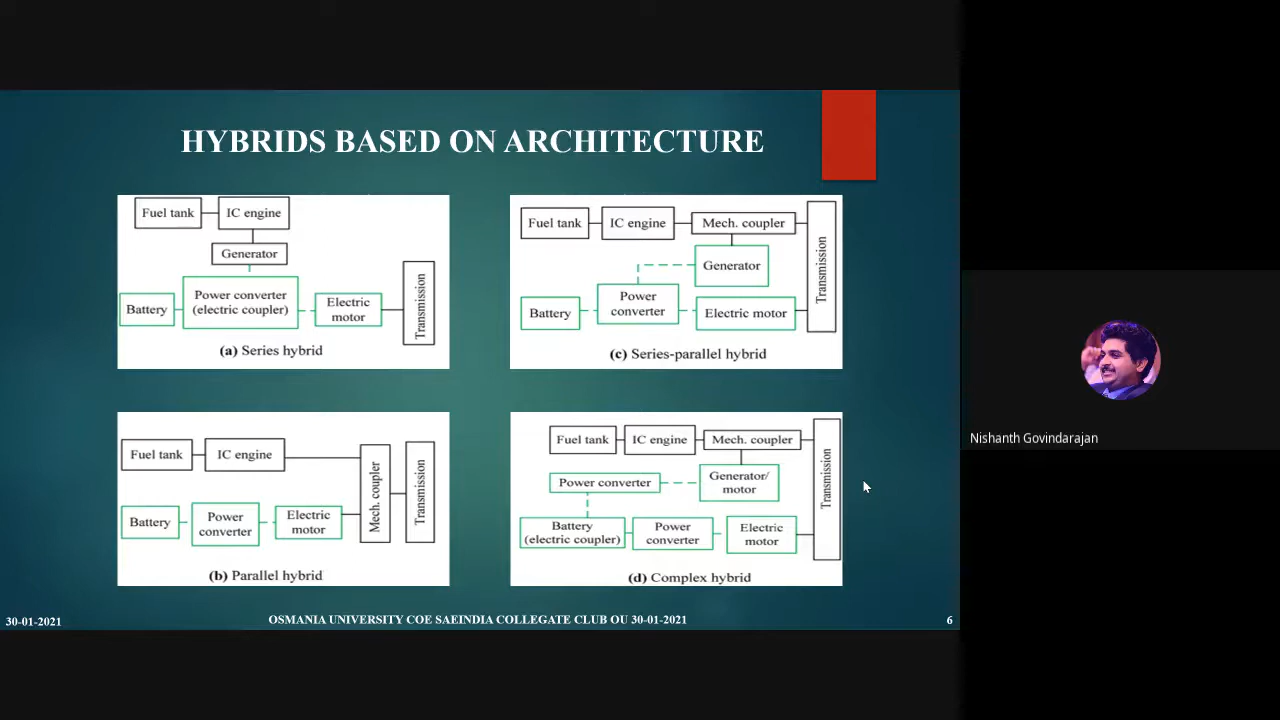 HYBRIDS BASED ON ARCHITECTURE
Fuel tank
IC engine
Generator
Battery
Power converter
(electric coupler)
Electric
motor
Transmission
(a) Series hybrid
Fuel tank
IC engine
Mech. coupler
Generator
Battery
Power
converter
Electric motor
Transmission
(c) Series-parallel hybrid
Fuel tank
IC engine
Battery
Power
converter
Electric
motor
Mech. coupler
Transmission
(b) Parallel hybrid
Fuel tank
IC engine
Mech. coupler
Power converter
Generator/
motor
Battery
(electric coupler)
Power
converter
Electric
motor
Transmission
(d) Complex hybrid
Nishanth Govindarajan
30-01-2021
OSMANIA UNIVERSITY COE SAEINDIA COLLEGATE CLUB OU 30-01-2021
6